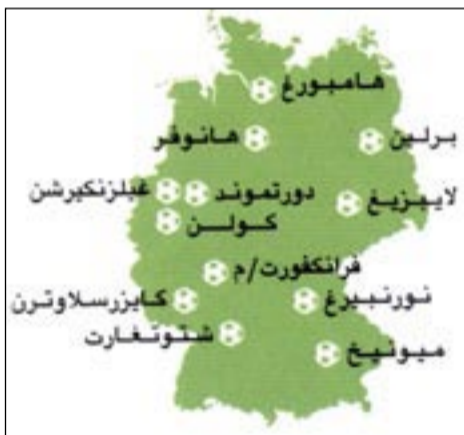 هامبورغ
برلين
هانوفر
لايبزيغ
دورتموند
غيلزنكيرشن
كولن
فرانكفورت/م
نورنبيرغ
كايزرسلاوترن
شتوتغارت
ميونيخ